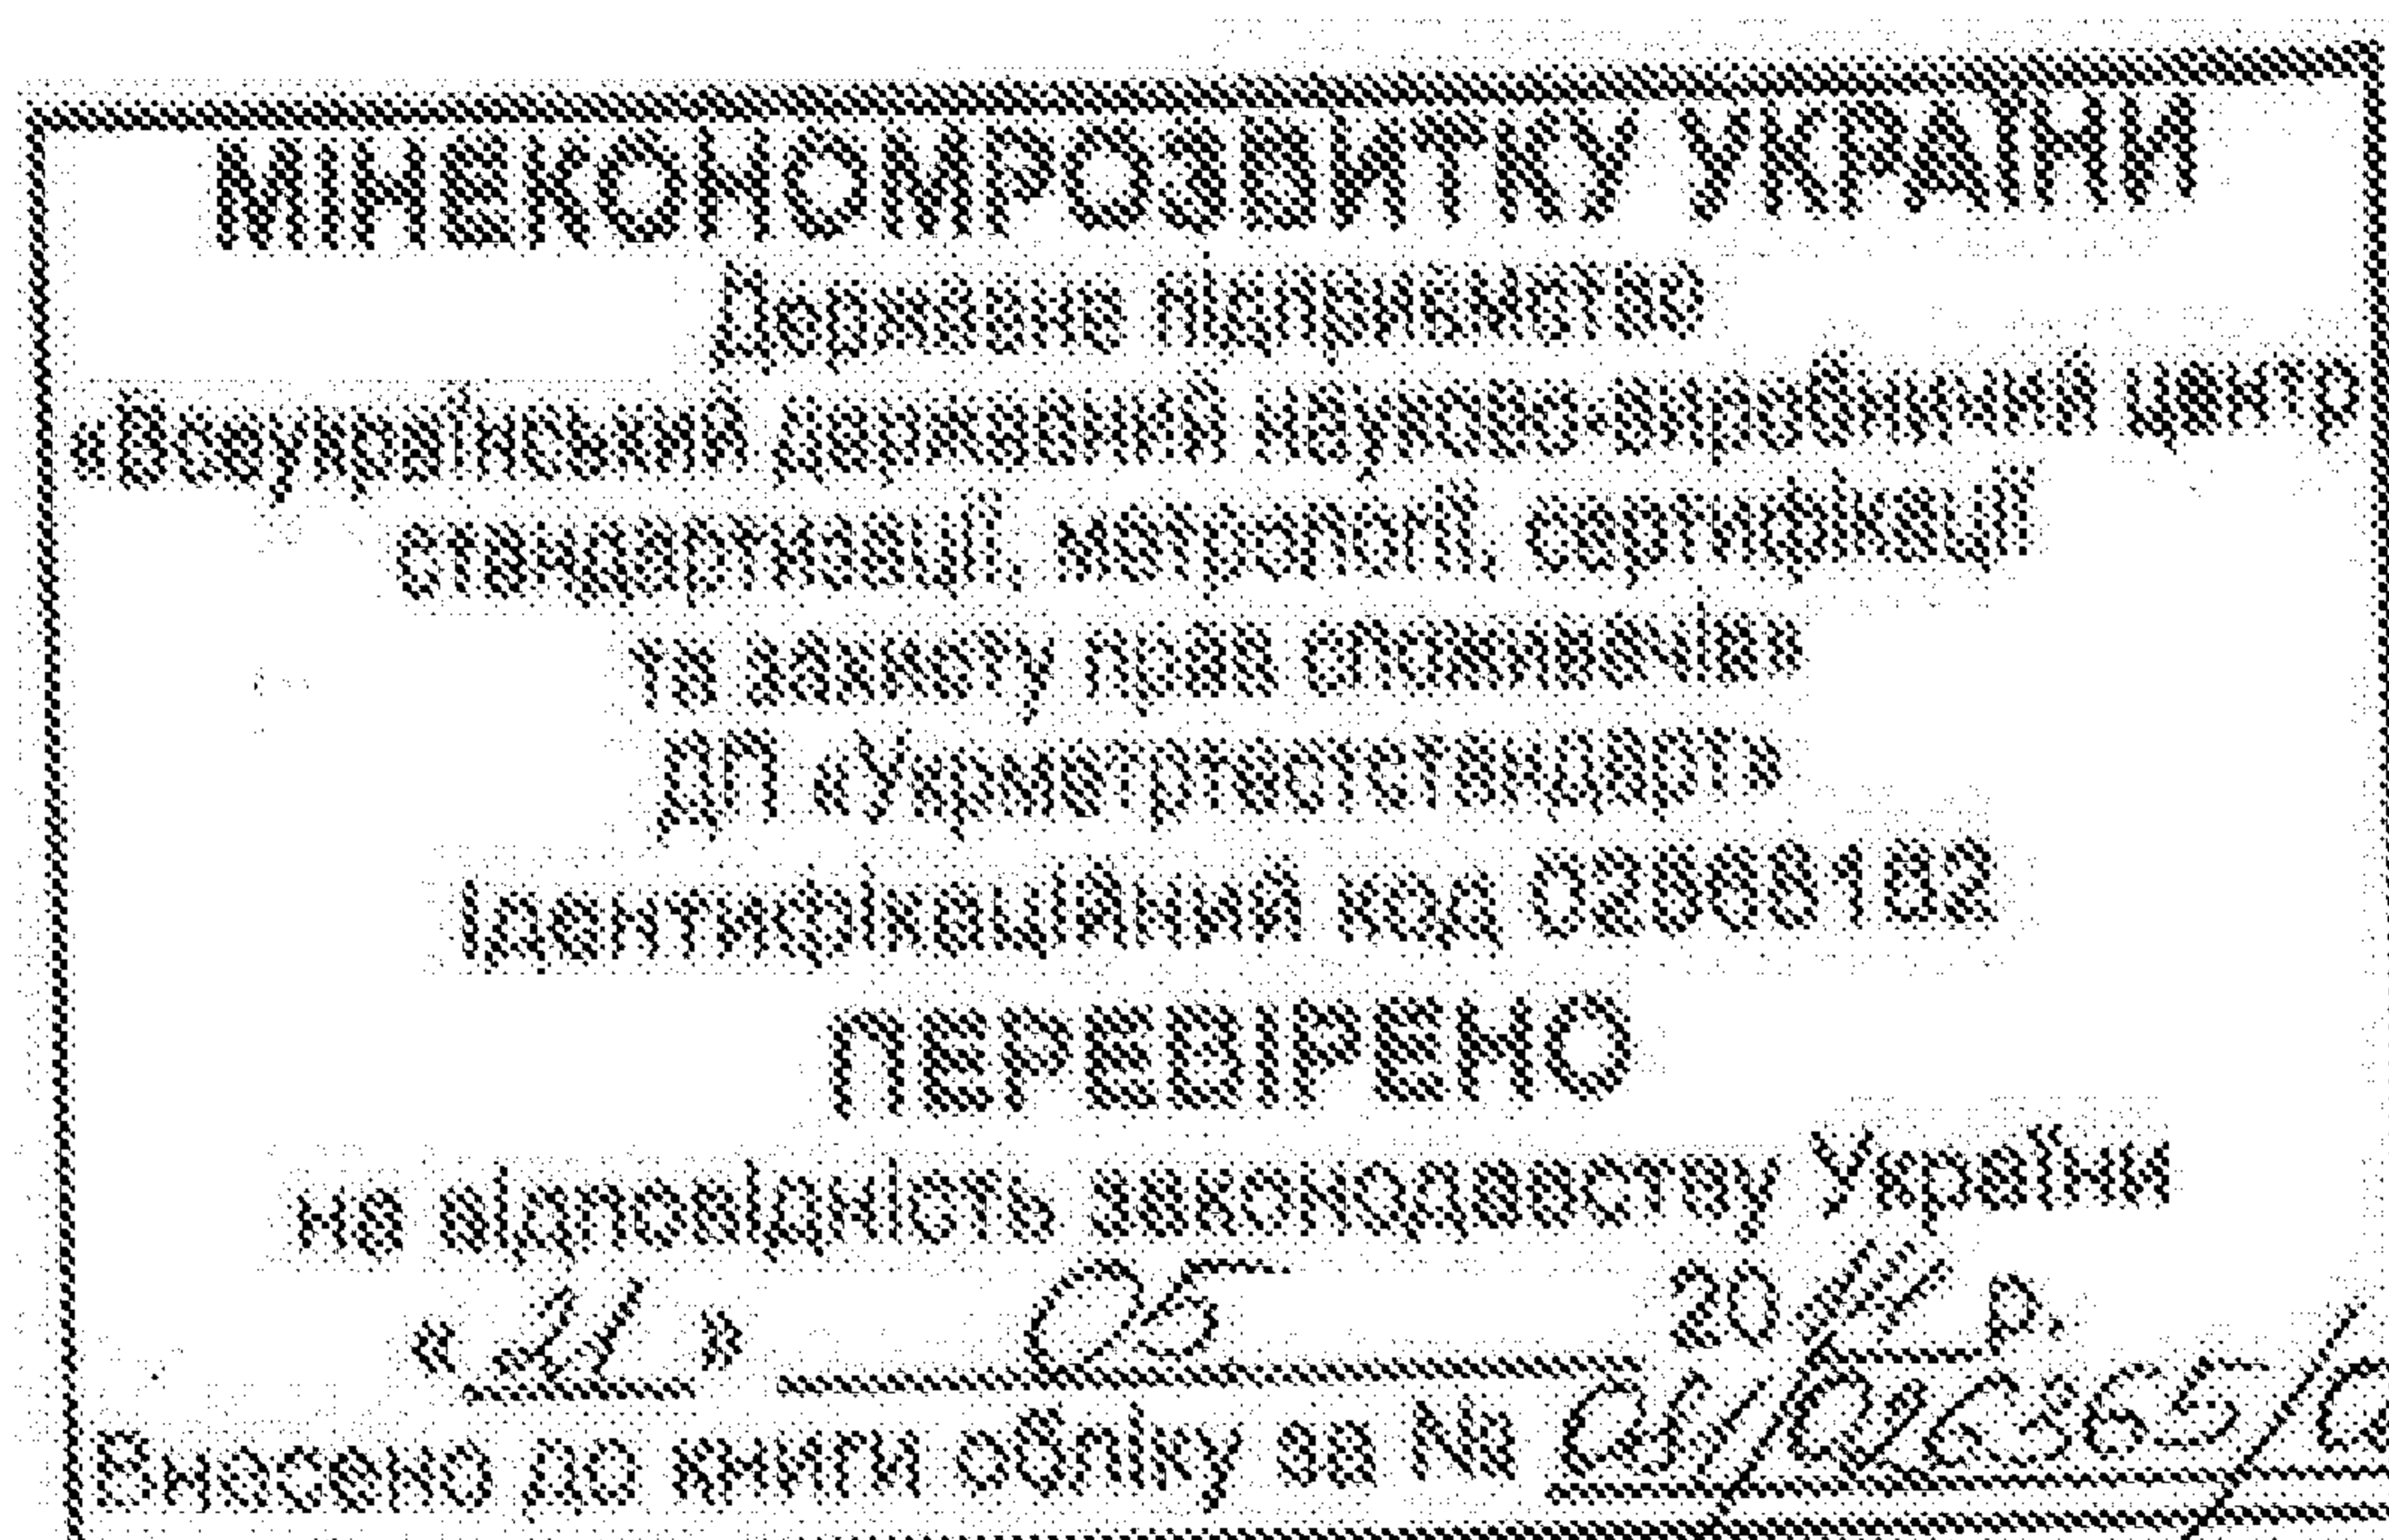 МІНЕКОНОМРОЗВИТКУ УКРАЇНИ
Державне підприємство
«Всеукраїнський державний науково-виробничий центр
стандартизації, метрології, сертифікації
та захисту прав споживачів»
ДП «Укрметртестстандарт»
Ідентифікаційний код 02568182
ПЕРЕВІРЕНО
на відповідність законодавству України
« 21 » 05 20 р.
Внесено до книги обліку за №